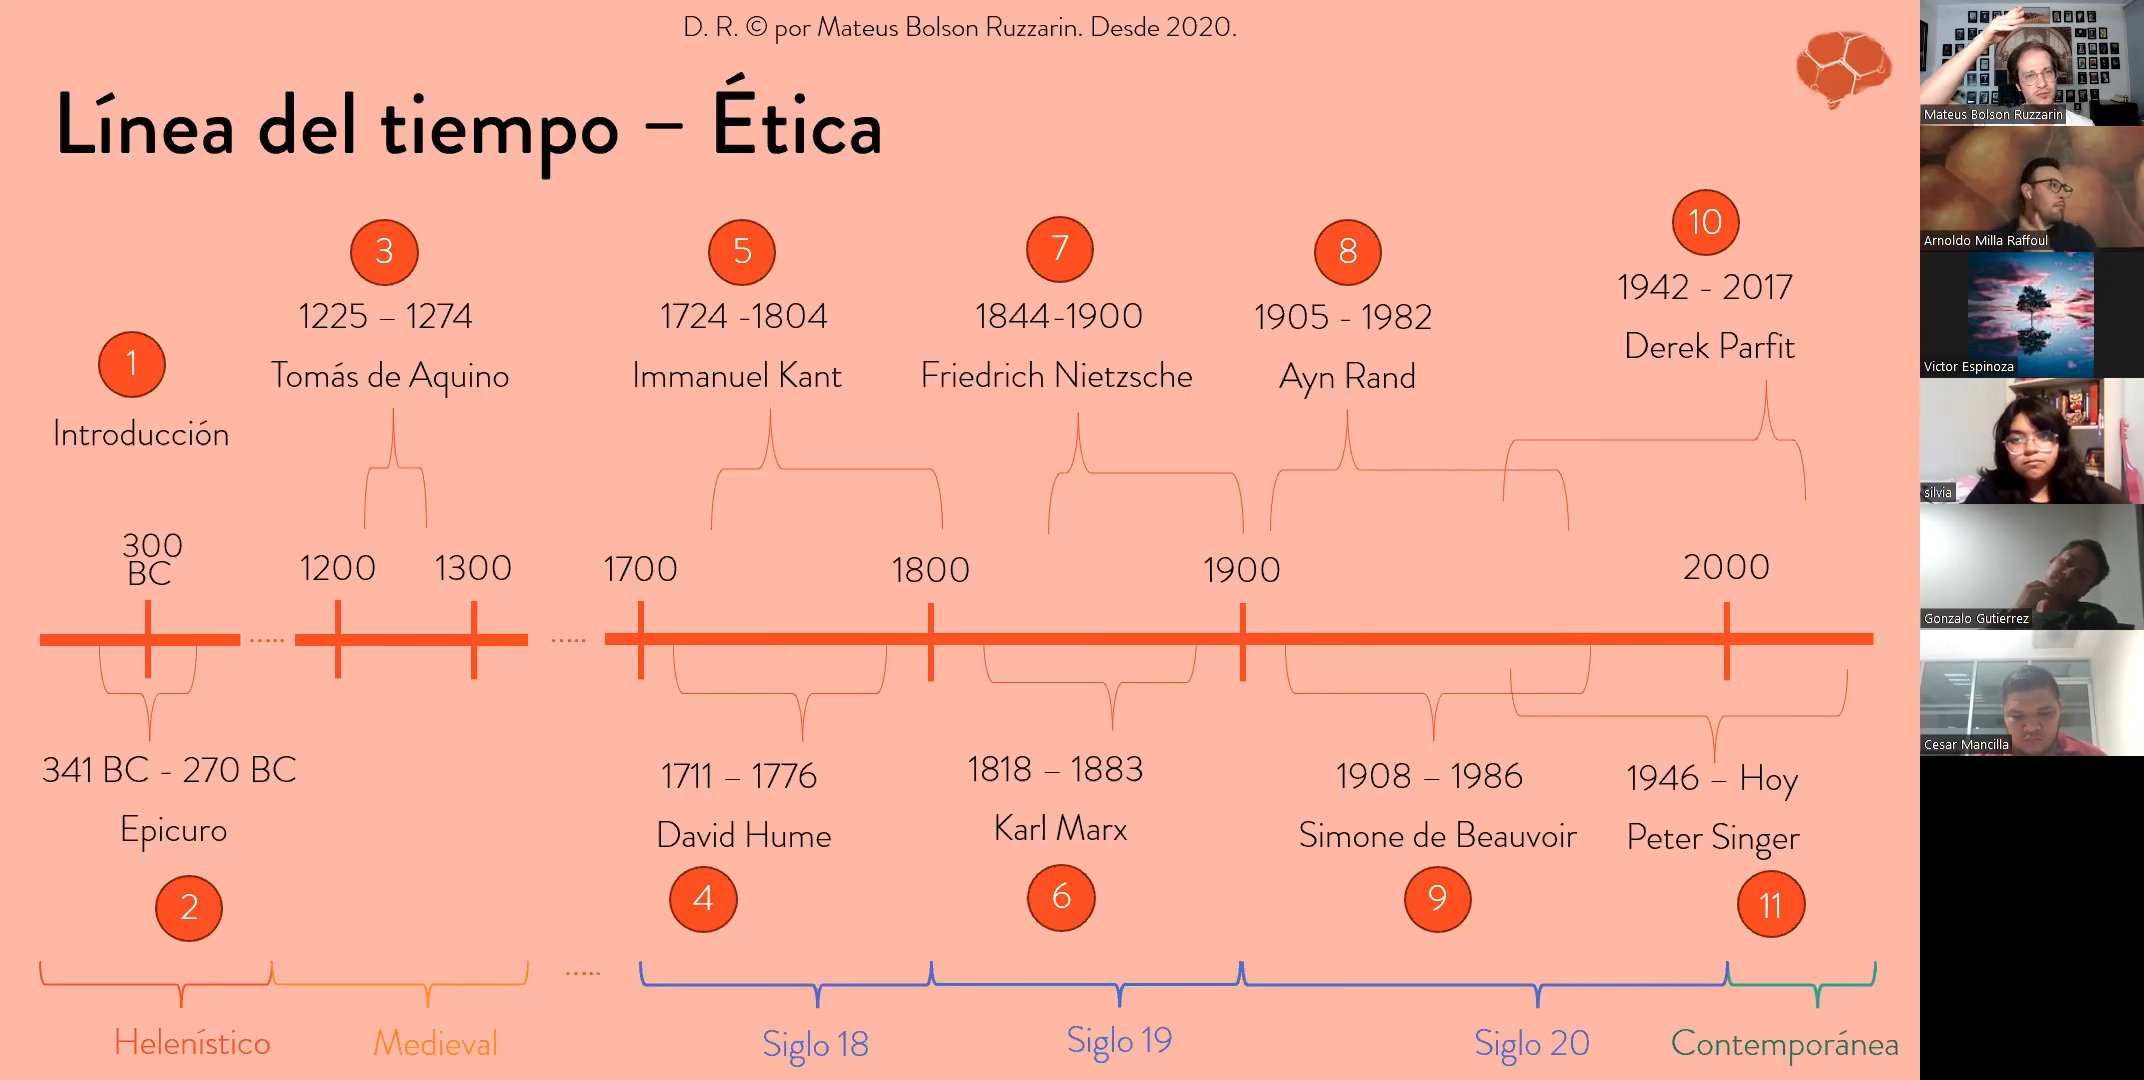 D. R. © por Mateus Bolson Ruzzarin. Desde 2020.
Línea del tiempo – Ética
1
Introducción
3
1225 – 1274
Tomás de Aquino
5
1724 -1804
Immanuel Kant
7
1844-1900
Friedrich Nietzsche
8
1905 - 1982
Ayn Rand
10
1942 - 2017
Derek Parfit
300
BC
1200
1300
1700
1800
1900
2000
.....
.....
341 BC - 270 BC
Epicuro
2
1711 – 1776
David Hume
4
1818 – 1883
Karl Marx
6
1908 – 1986
Simone de Beauvoir
9
1946 – Hoy
Peter Singer
11
.....
Helenístico
Medieval
Siglo 18
Siglo 19
Siglo 20
Contemporánea
Mateus Bolson Ruzzarin
Arnoldo Milla Raffoul
Victor Espinoza
silvia
Gonzalo Gutierrez
Cesar Mancilla